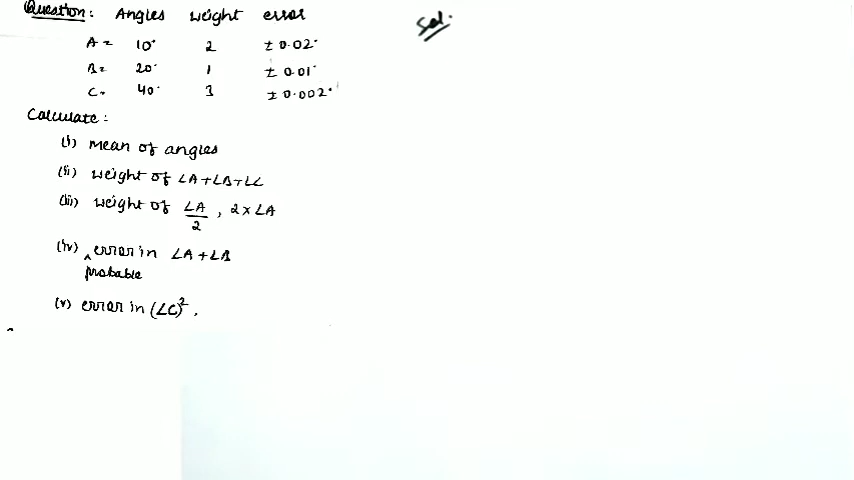 Question: Angles weight error
A = 10° 2 ± 0.02°
B = 20° 1 ± 0.01°
C = 40° 3 ± 0.002°
Sol.
Calculate:
(i) mean of angles
(ii) weight of ∠A+∠B+∠C
(iii) weight of ∠A/2, 2×∠A
(iv) ^ error in ∠A+∠B
probable
(v) error in (∠C)².